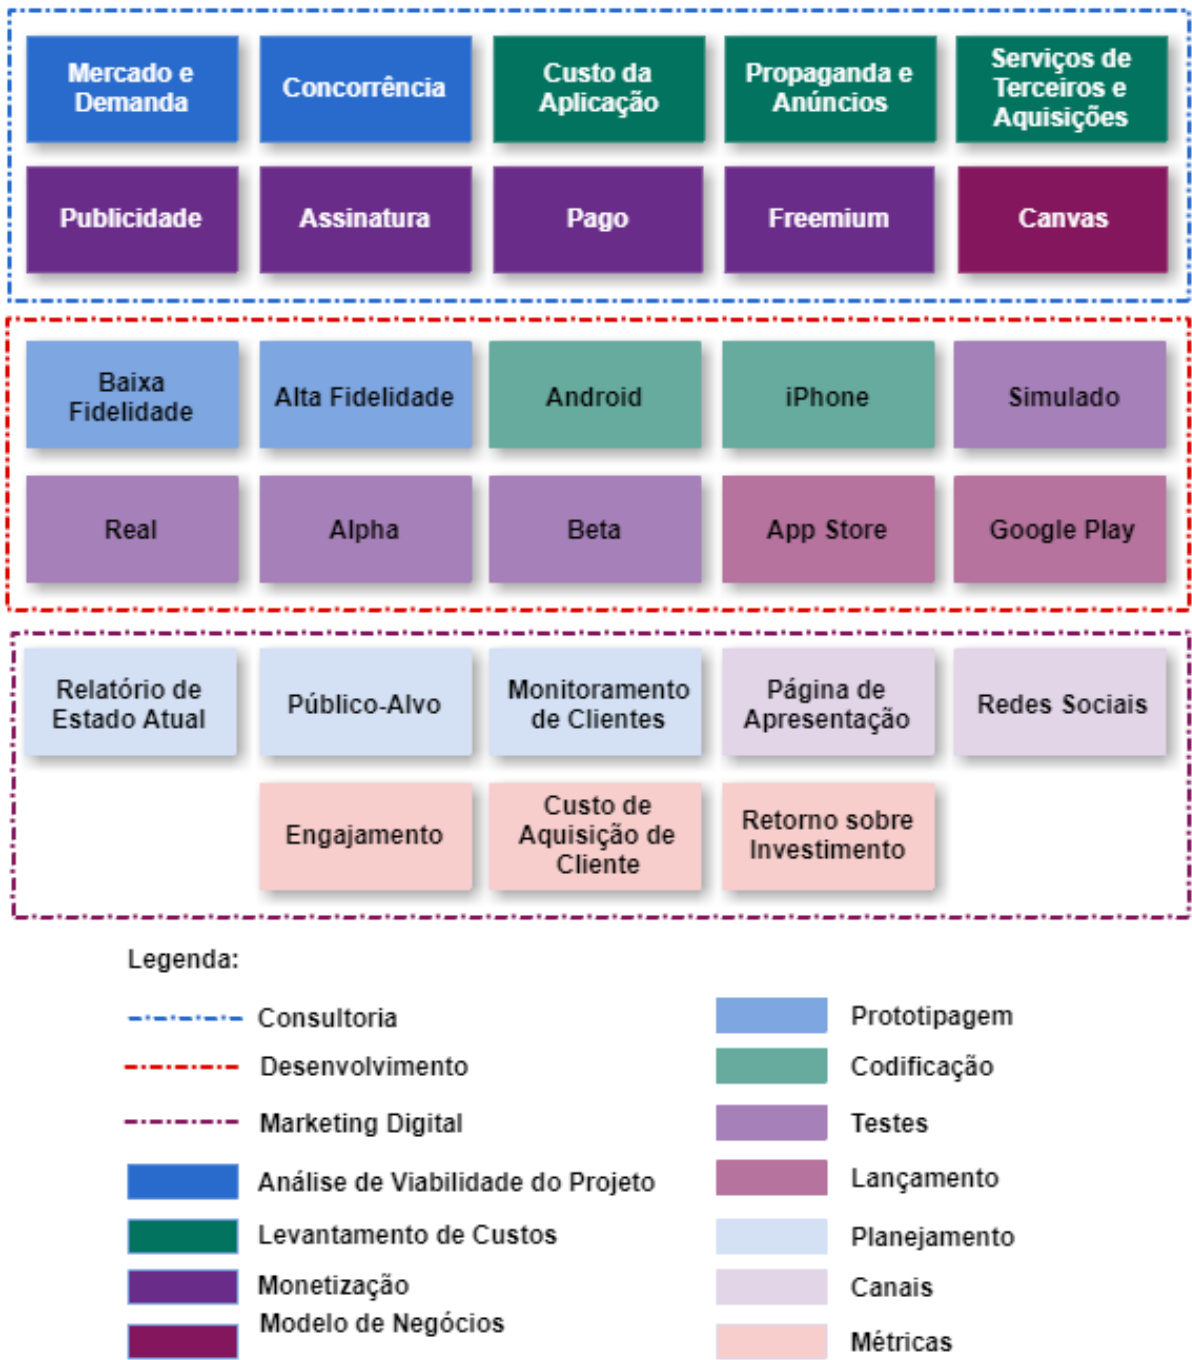 Mercado e
Demanda
Concorrência
Custo da
Aplicação
Propaganda e
Anúncios
Serviços de
Terceiros e
Aquisições
Publicidade
Assinatura
Pago
Freemium
Canvas
Baixa
Fidelidade
Alta Fidelidade
Android
iPhone
Simulado
Real
Alpha
Beta
App Store
Google Play
Relatório de
Estado Atual
Público-Alvo
Monitoramento
de Clientes
Página de
Apresentação
Redes Sociais
Engajamento
Custo de
Aquisição de
Cliente
Retorno sobre
Investimento
Legenda:
Consultoria
Desenvolvimento
Marketing Digital
Análise de Viabilidade do Projeto
Levantamento de Custos
Monetização
Modelo de Negócios
Prototipagem
Codificação
Testes
Lançamento
Planejamento
Canais
Métricas